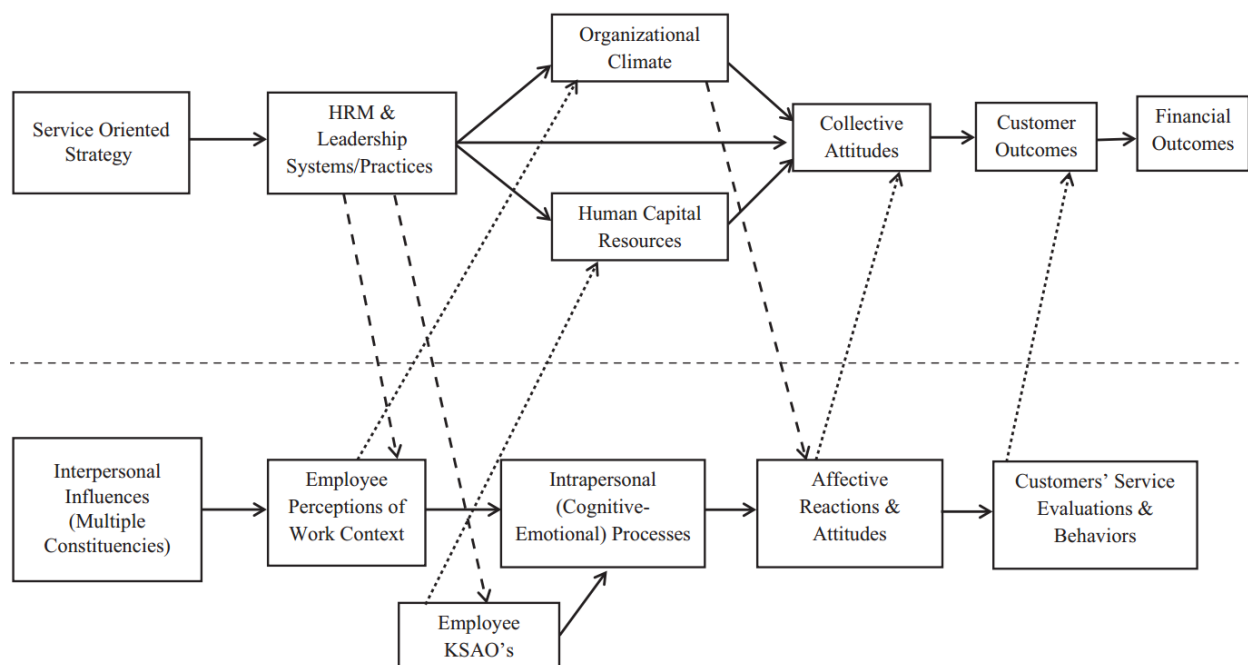 Organizational
Climate
Service Oriented
Strategy
HRM &
Leadership
Systems/Practices
Collective
Attitudes
Customer
Outcomes
Financial
Outcomes
Human Capital
Resources
Interpersonal
Influences
(Multiple
Constituencies)
Employee
Perceptions of
Work Context
Intrapersonal
(Cognitive-
Emotional) Processes
Affective
Reactions &
Attitudes
Customers’ Service
Evaluations &
Behaviors
Employee
KSAO’s